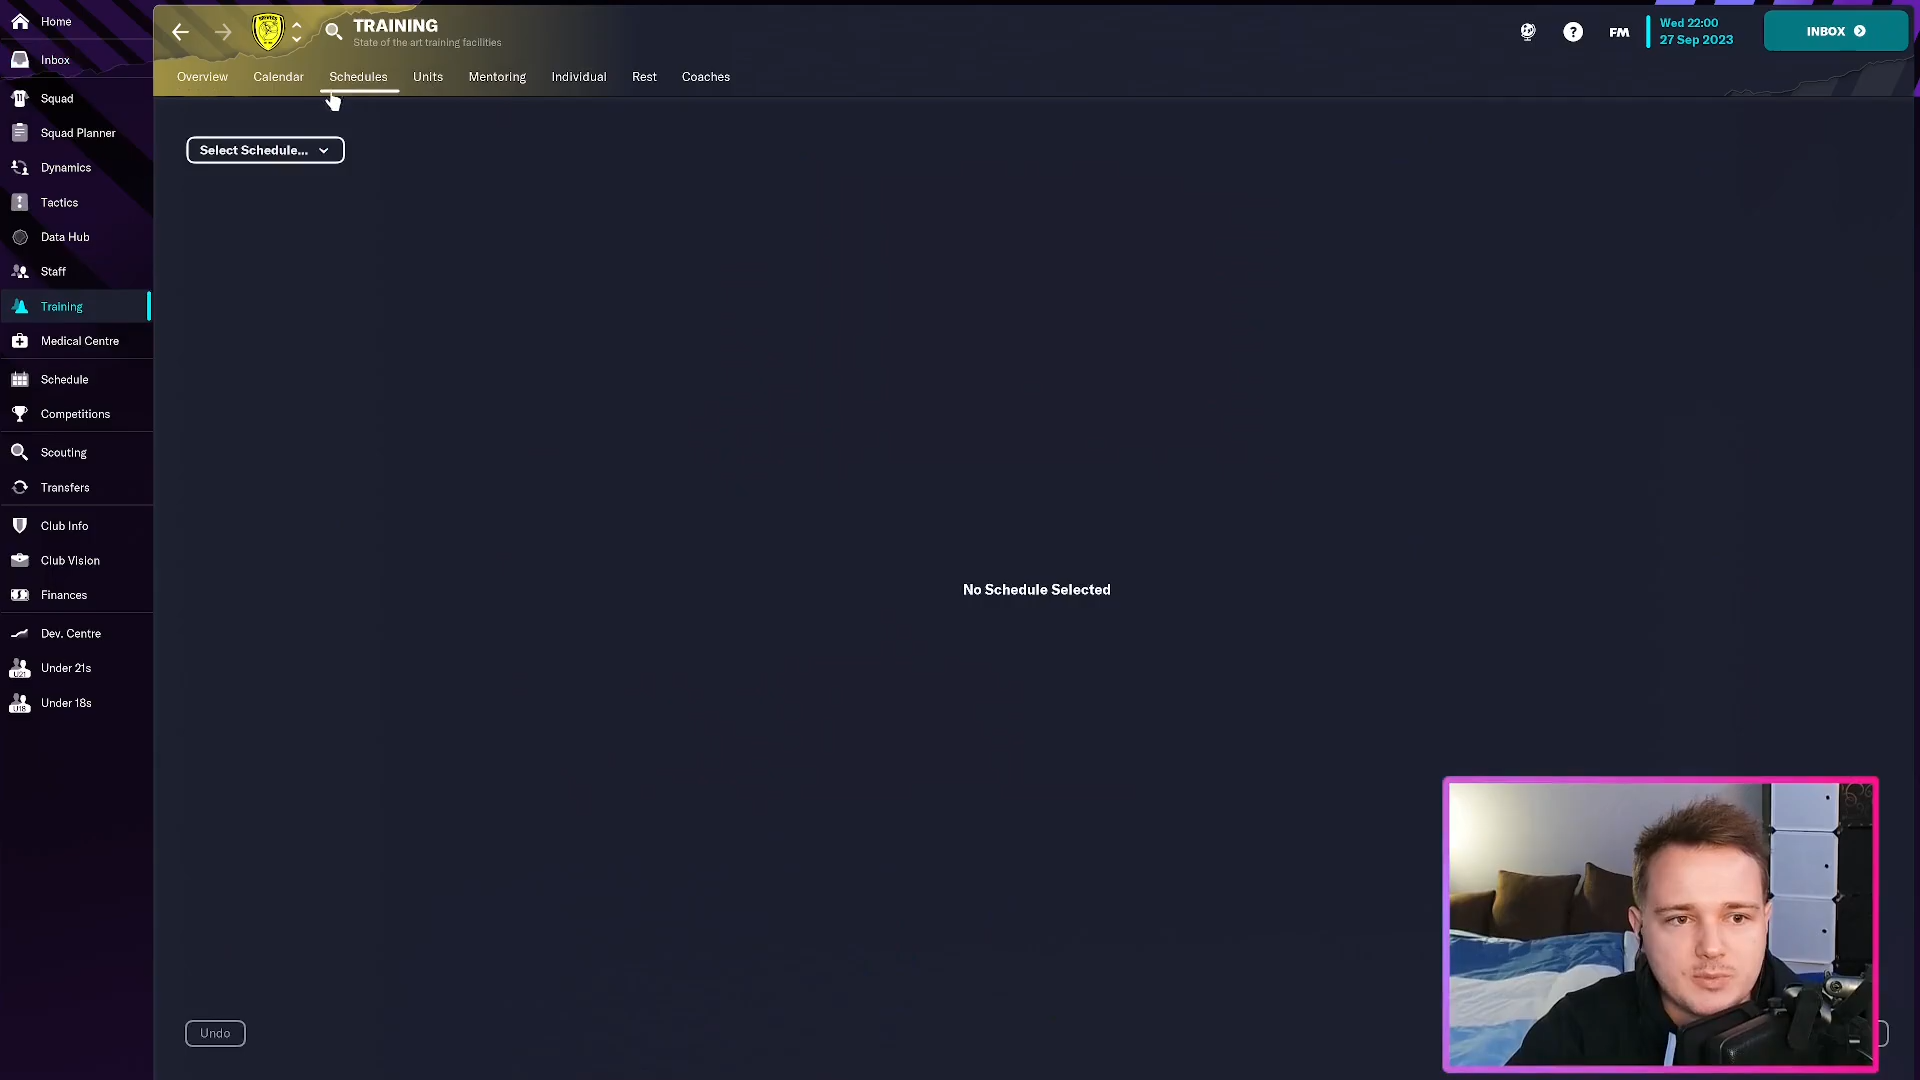 Home
Inbox
Squad
Squad Planner
Dynamics
Tactics
Data Hub
Staff
Training
Medical Centre
Schedule
Competitions
Scouting
Transfers
Club Info
Club Vision
Finances
Dev. Centre
U21
Under 21s
U18
Under 18s
TRAINING
State of the art training facilities
? FM
Wed 22:00
27 Sep 2023
INBOX
Overview Calendar Schedules Units Mentoring Individual Rest Coaches
Select Schedule...
No Schedule Selected
Undo